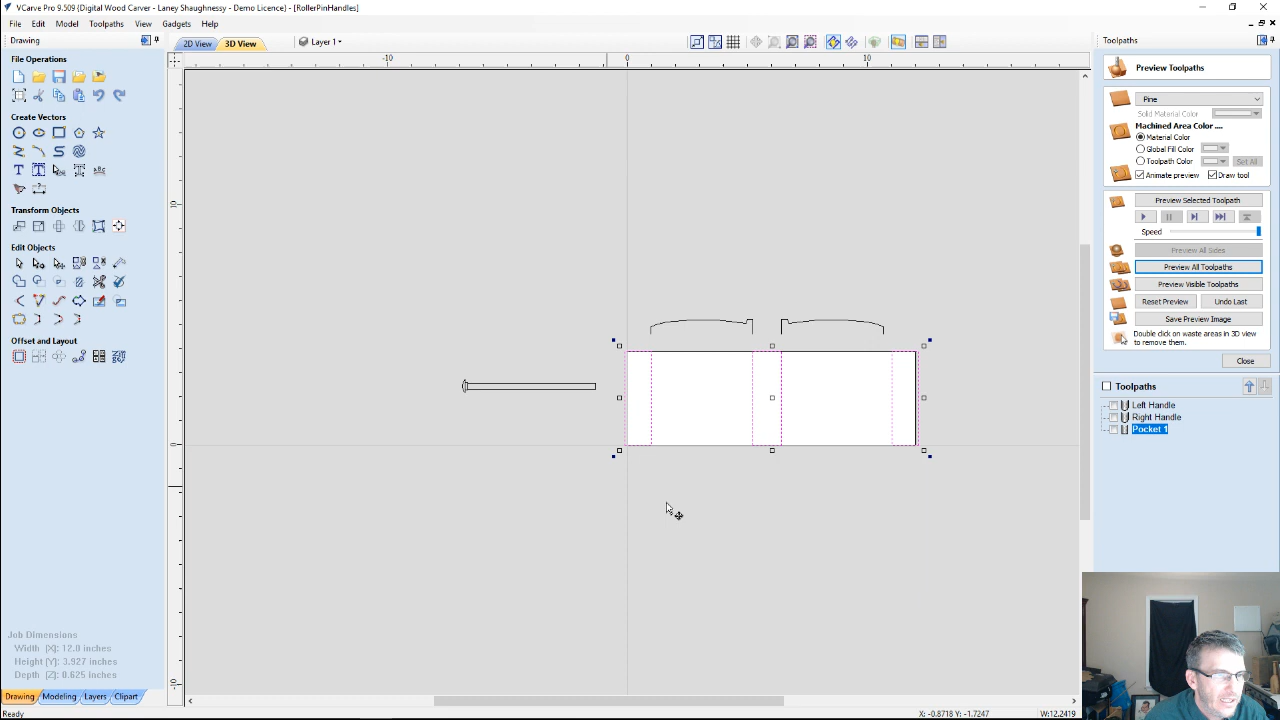 VCarve Pro 9.509 {Digital Wood Carver - Laney Shaughnessy - Demo Licence} - [RollerPinHandles]
File Edit Model Toolpaths View Gadgets Help
Drawing
2D View 3D View Layer 1
Toolpaths
File Operations
Create Vectors
Transform Objects
Edit Objects
Offset and Layout
Job Dimensions
Width [X]: 12.0 inches
Height [Y]: 3.927 inches
Depth [Z]: 0.625 inches
Drawing Modeling Layers Clipart
Ready
-10 0 10
10
0
-10
X: -0.8718 Y: -1.7247 W:12.2419
Preview Toolpaths
Pine
Solid Material Color
Machined Area Color ....
Material Color
Global Fill Color
Toolpath Color Set All
Animate preview Draw tool
Preview Selected Toolpath
Speed
Preview All Sides
Preview All Toolpaths
Preview Visible Toolpaths
Reset Preview Undo Last
Save Preview Image
Double click on waste areas in 3D view
to remove them.
Close
Toolpaths
Left Handle
Right Handle
Pocket 1